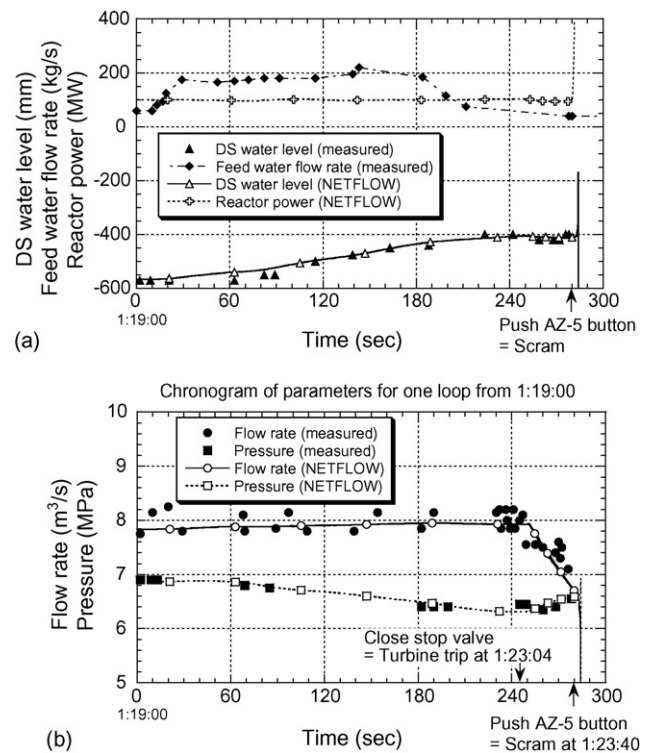 400
200
0
-200
-400
-600
DS water level (mm)
Feed water flow rate (kg/s)
Reactor power (MW)
DS water level (measured)
Feed water flow rate (measured)
DS water level (NETFLOW)
Reactor power (NETFLOW)
0 60 120 180 240 300
1:19:00
Time (sec)
Push AZ-5 button
= Scram
(a)
Chronogram of parameters for one loop from 1:19:00
10
9
8
7
6
5
Flow rate (m³/s)
Pressure (MPa)
Flow rate (measured)
Pressure (measured)
Flow rate (NETFLOW)
Pressure (NETFLOW)
Close stop valve
= Turbine trip at 1:23:04
0 60 120 180 240 300
1:19:00
Time (sec)
Push AZ-5 button
= Scram at 1:23:40
(b)